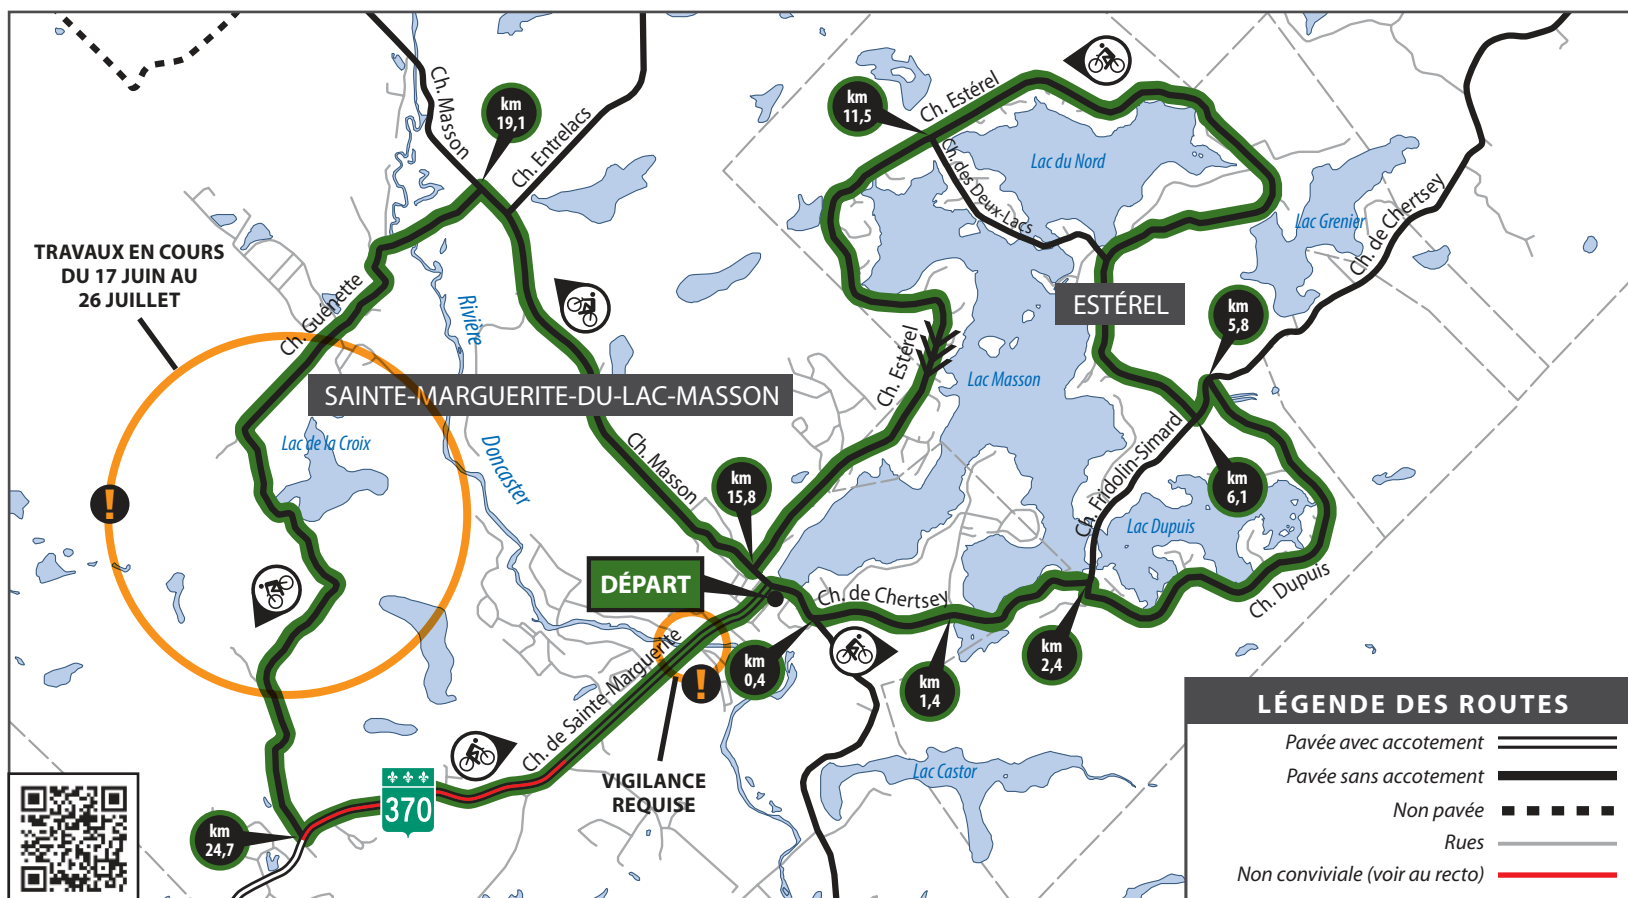 Ch. Masson
km
19,1
Ch. Entrelacs
km
11,5
Ch. Estérel
Ch. des Deux-Lacs
Lac du Nord
Lac Grenier
Ch. de Chertsey
TRAVAUX EN COURS
DU 17 JUIN AU
26 JUILLET
Ch. Guénette
Rivière
Doncaster
ESTÉREL
km
5,8
Ch. Estérel
Lac Masson
SAINTE-MARGUERITE-DU-LAC-MASSON
Lac de la Croix
Ch. Masson
km
15,8
Ch. Fridolin-Simard
km
6,1
Lac Dupuis
!
DÉPART
Ch. de Chertsey
Ch. Dupuis
Ch. de Sainte-Marguerite
!
km
0,4
km
1,4
km
2,4
VIGILANCE
REQUISE
Lac Castor
370
km
24,7
LÉGENDE DES ROUTES
Pavée avec accotement
Pavée sans accotement
Non pavée
Rues
Non conviviale (voir au recto)